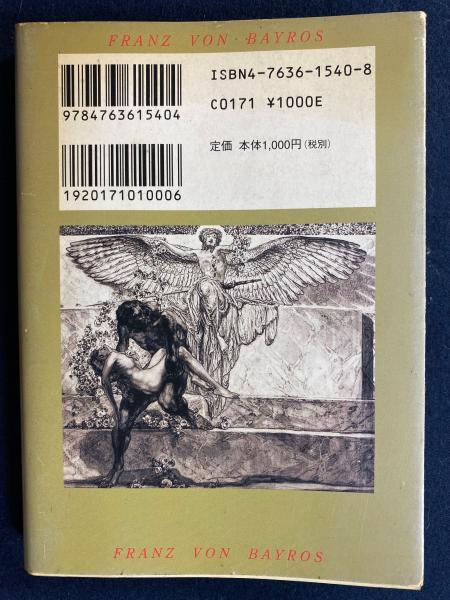 FRANZ VON · BAYROS
ISBN4-7636-1540-8
9784763615404
C0171 ¥1000E
定価 本体1,000円(税別)
1920171010006
FRANZ VON BAYROS